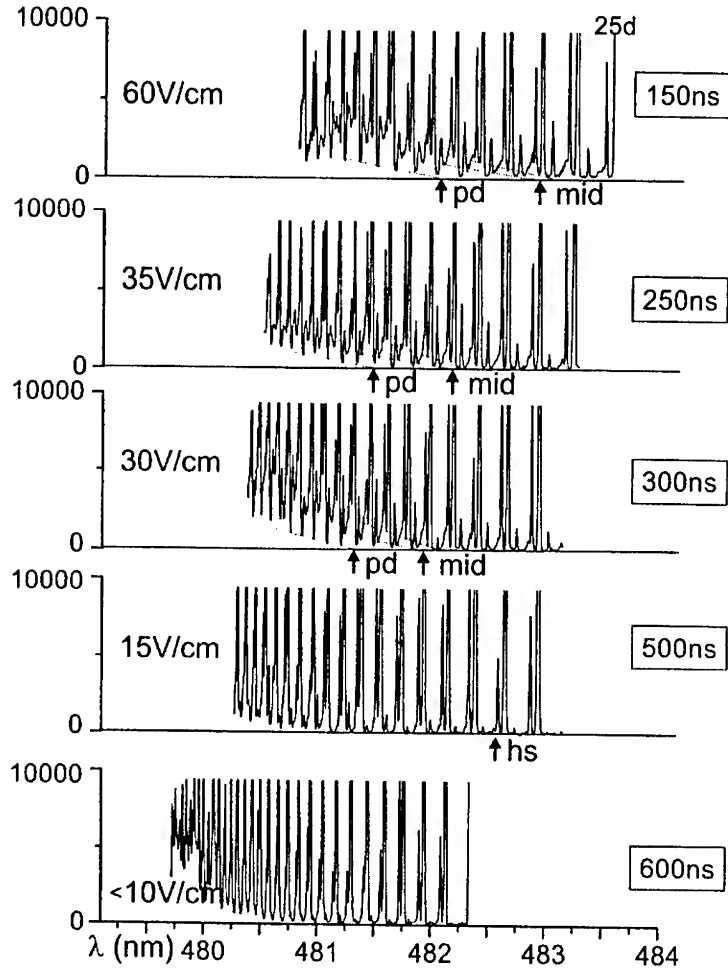 10000
25d
60V/cm
150ns
0
pd
mid
10000
35V/cm
250ns
0
pd
mid
10000
30V/cm
300ns
0
pd
mid
10000
15V/cm
500ns
0
hs
10000
<10V/cm
600ns
0
λ (nm) 480 481 482 483 484